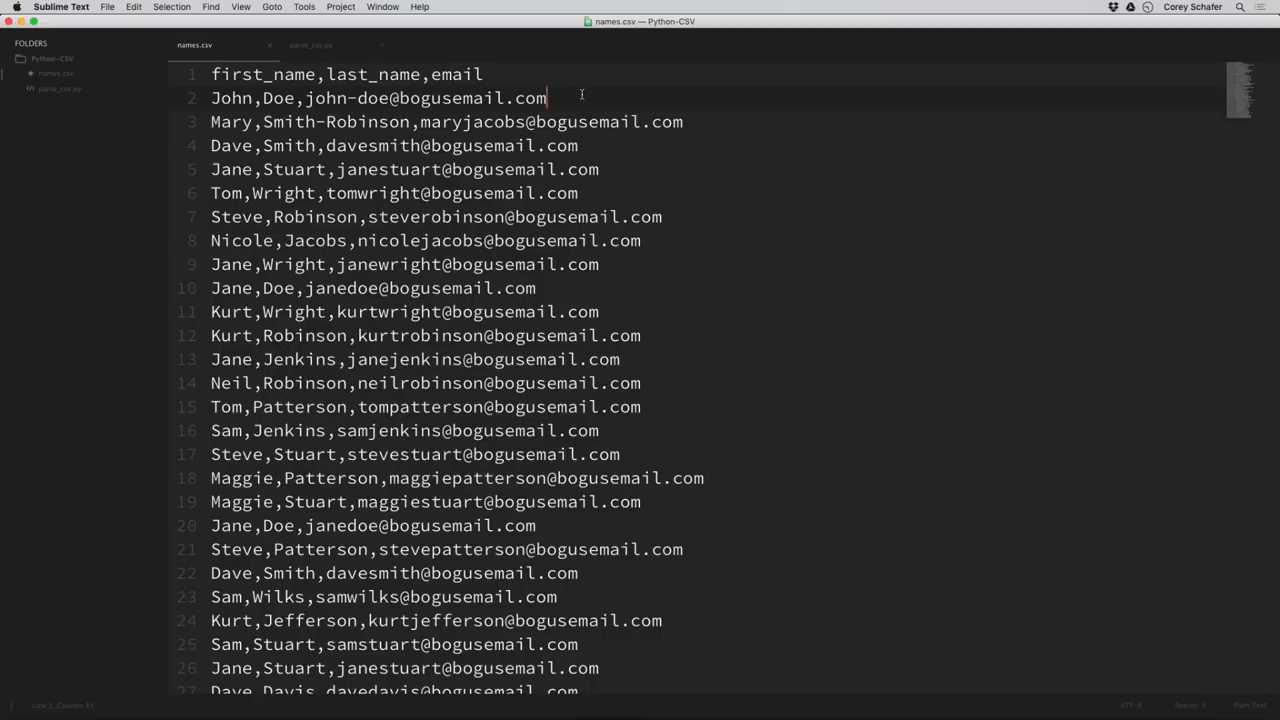 Sublime Text File Edit Selection Find View Goto Tools Project Window Help Corey Schafer
names.csv — Python-CSV
FOLDERS
Python-CSV
names.csv
parse_csv.py
names.csv parse_csv.py
1 first_name,last_name,email
2 John,Doe,john-doe@bogusemail.com
3 Mary,Smith-Robinson,maryjacobs@bogusemail.com
4 Dave,Smith,davesmith@bogusemail.com
5 Jane,Stuart,janestuart@bogusemail.com
6 Tom,Wright,tomwright@bogusemail.com
7 Steve,Robinson,steverobinson@bogusemail.com
8 Nicole,Jacobs,nicolejacobs@bogusemail.com
9 Jane,Wright,janewright@bogusemail.com
10 Jane,Doe,janedoe@bogusemail.com
11 Kurt,Wright,kurtwright@bogusemail.com
12 Kurt,Robinson,kurtrobinson@bogusemail.com
13 Jane,Jenkins,janejenkins@bogusemail.com
14 Neil,Robinson,neilrobinson@bogusemail.com
15 Tom,Patterson,tompatterson@bogusemail.com
16 Sam,Jenkins,samjenkins@bogusemail.com
17 Steve,Stuart,stevestuart@bogusemail.com
18 Maggie,Patterson,maggiepatterson@bogusemail.com
19 Maggie,Stuart,maggiestuart@bogusemail.com
20 Jane,Doe,janedoe@bogusemail.com
21 Steve,Patterson,stevepatterson@bogusemail.com
22 Dave,Smith,davesmith@bogusemail.com
23 Sam,Wilks,samwilks@bogusemail.com
24 Kurt,Jefferson,kurtjefferson@bogusemail.com
25 Sam,Stuart,samstuart@bogusemail.com
26 Jane,Stuart,janestuart@bogusemail.com
27 Dave,Davis,davedavis@bogusemail.com
Line 2, Column 33 UTF-8 Spaces: 4 Plain Text